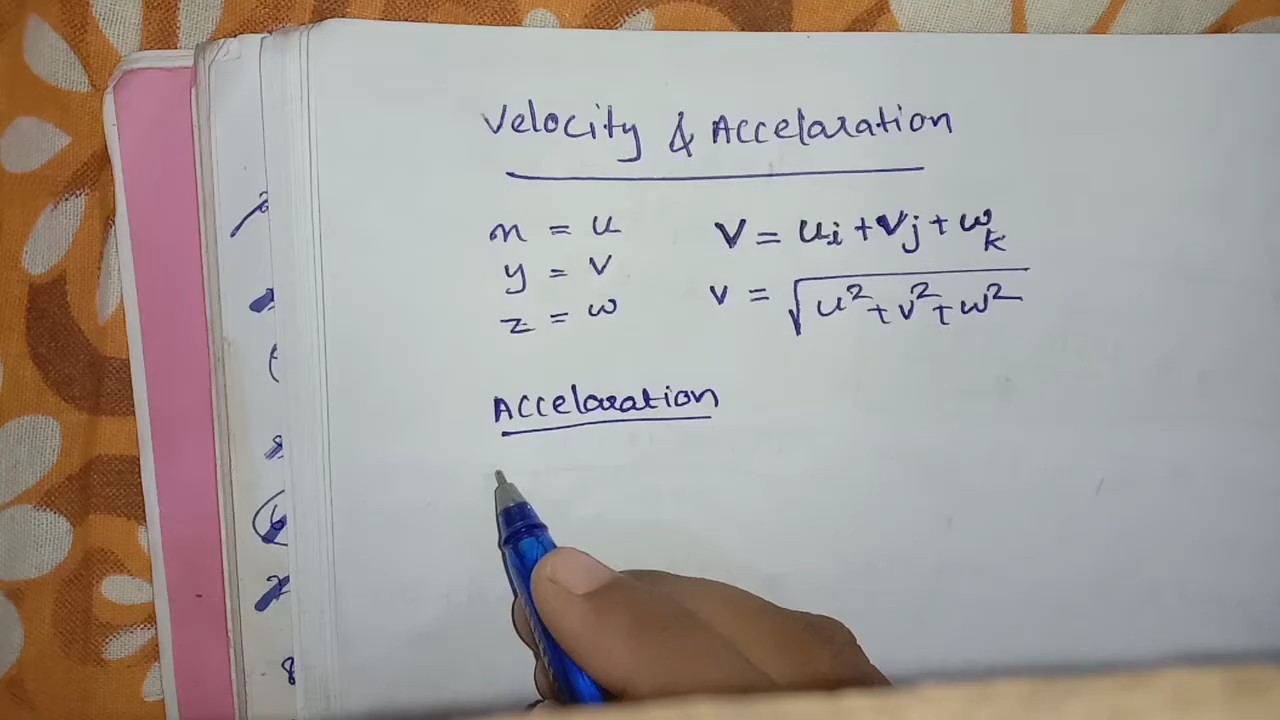 Velocity & Accelaration
x = u
y = v
z = w
V = ui + vj + wk
v = √u²+v²+w²
Accelaration